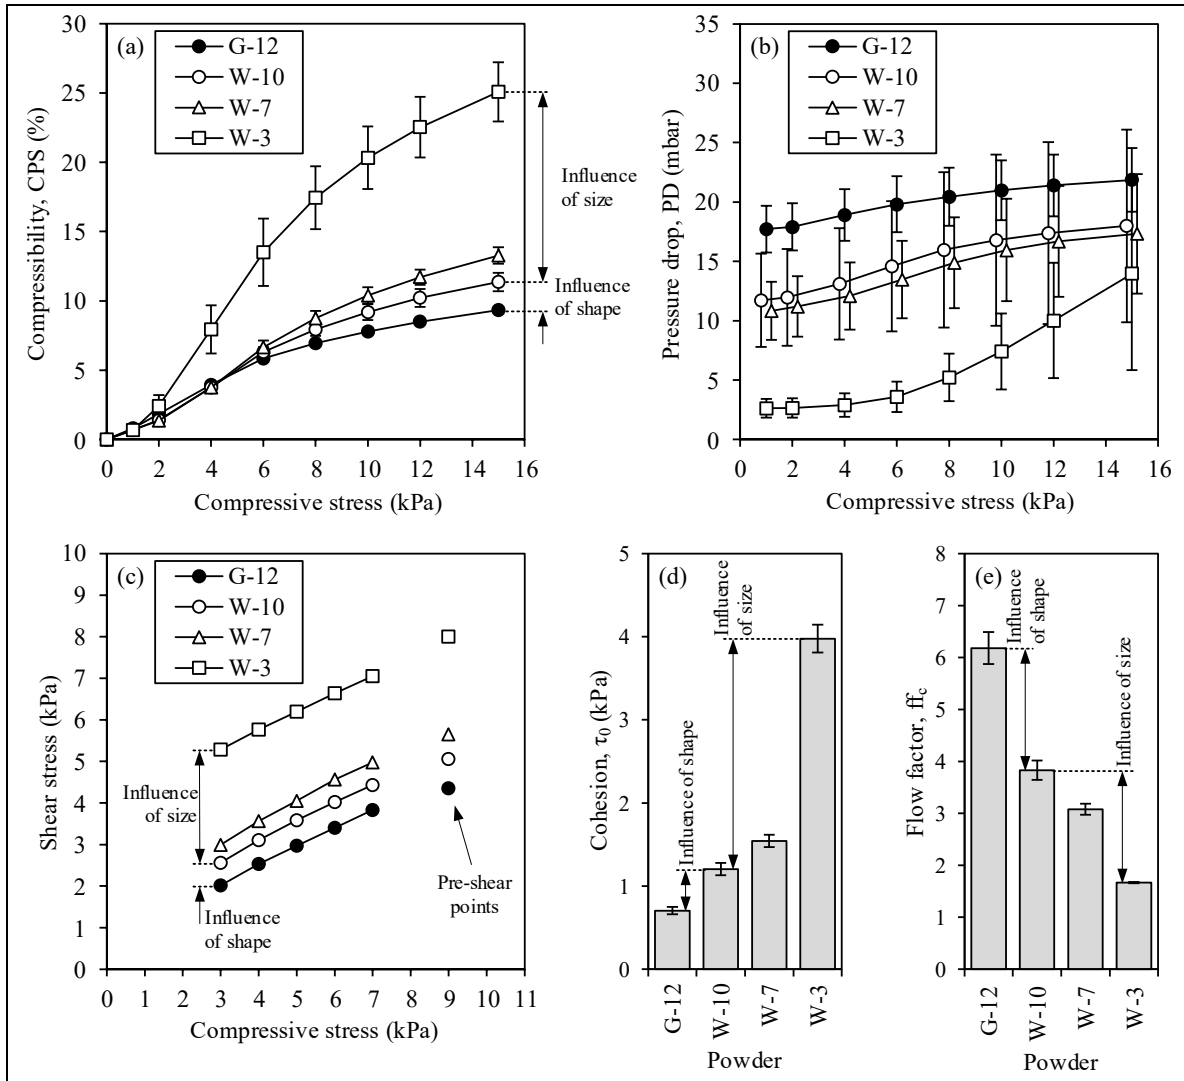 (a)
G-12
W-10
W-7
W-3
Influence
of size
Influence
of shape
30
25
20
15
10
5
0
0 2 4 6 8 10 12 14 16
Compressibility, CPS (%)
Compressive stress (kPa)
(b)
G-12
W-10
W-7
W-3
35
30
25
20
15
10
5
0
0 2 4 6 8 10 12 14 16
Pressure drop, PD (mbar)
Compressive stress (kPa)
(c)
G-12
W-10
W-7
W-3
Influence
of size
Influence
of shape
Pre-shear
points
10
9
8
7
6
5
4
3
2
1
0
0 1 2 3 4 5 6 7 8 9 10 11
Shear stress (kPa)
Compressive stress (kPa)
(d)
Influence
of size
Influence of shape
5
4
3
2
1
0
Cohesion, τ0 (kPa)
G-12
W-10
W-7
W-3
Powder
(e)
Influence
of shape
Influence of size
8
7
6
5
4
3
2
1
0
Flow factor, ffc
G-12
W-10
W-7
W-3
Powder